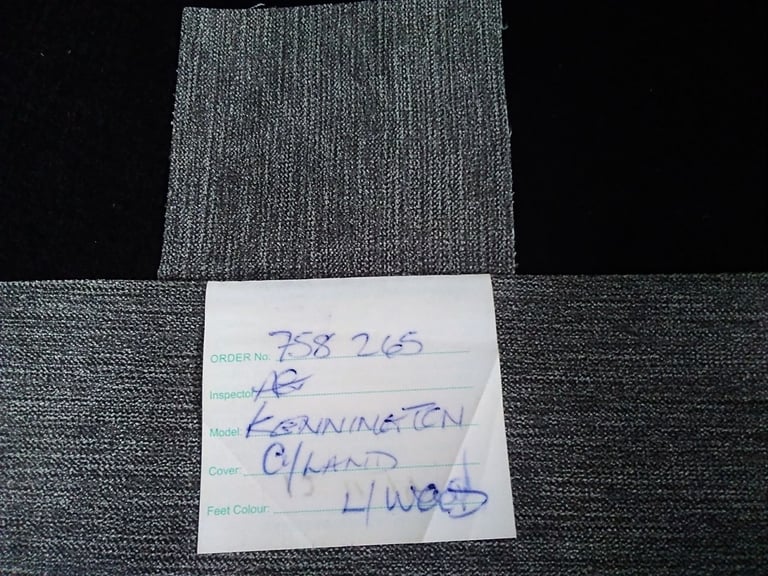 ORDER No. 758 265
Inspector AG
Model: KENNINGTON
Cover: C/LAND
Feet Colour: L/WOOD